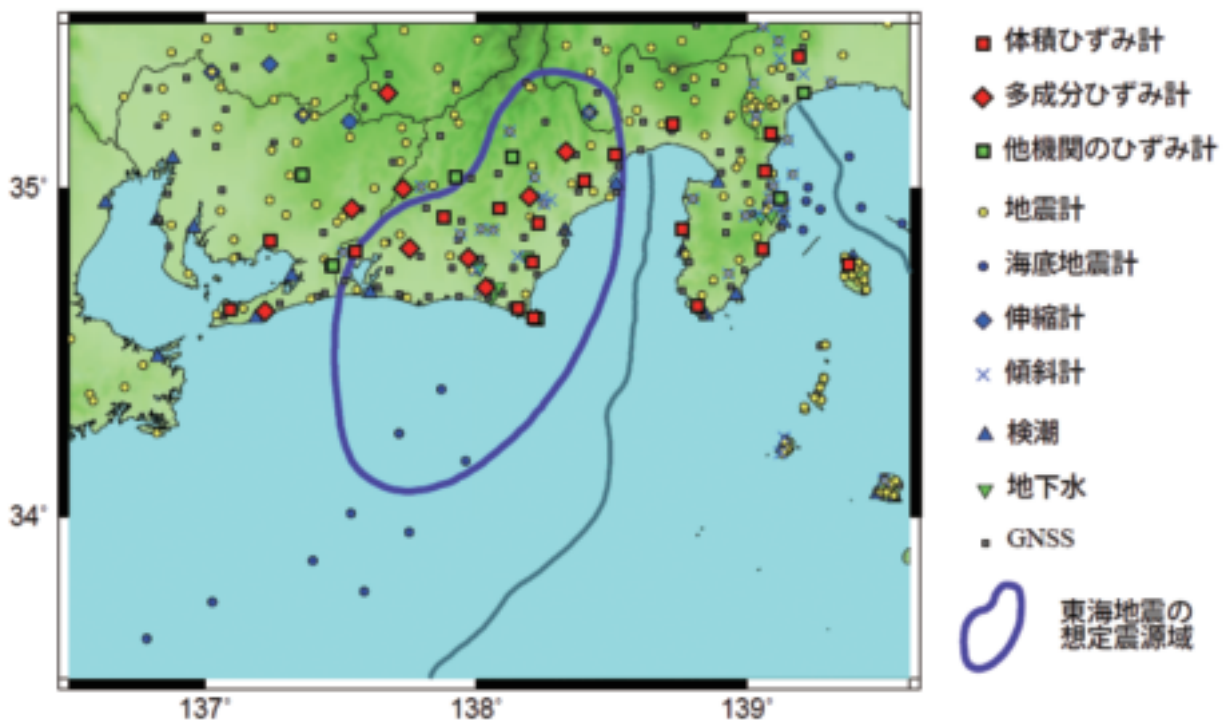 体積ひずみ計
多成分ひずみ計
他機関のひずみ計
35°
地震計
海底地震計
伸縮計
傾斜計
検潮
地下水
34°
GNSS
東海地震の
想定震源域
137°
138°
139°